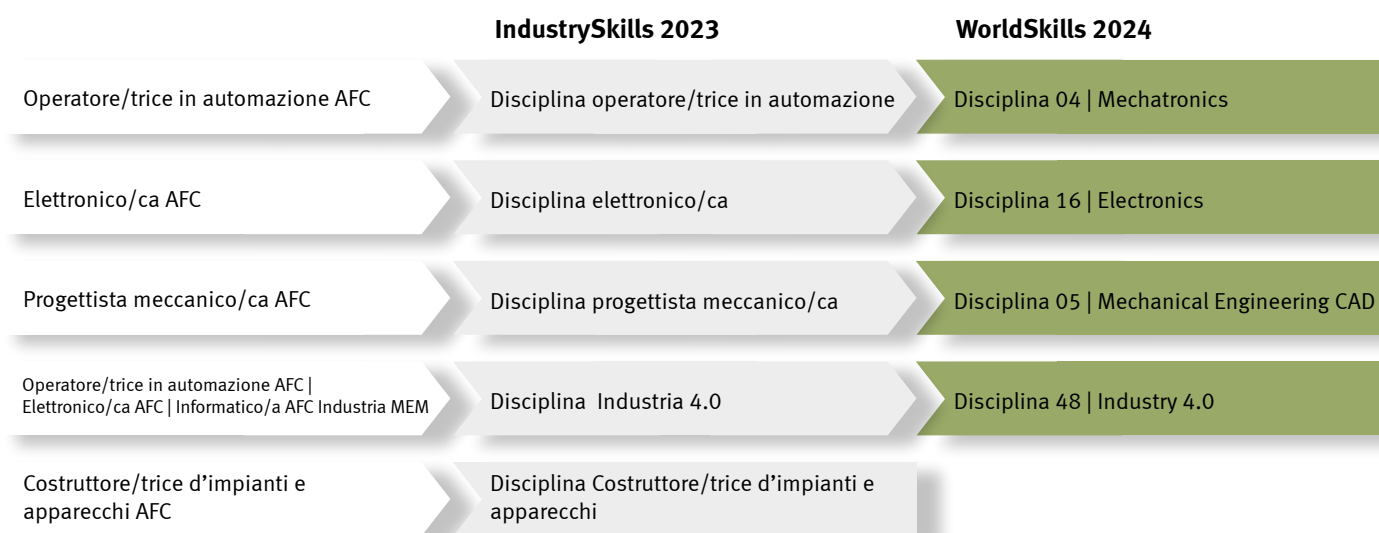 IndustrySkills 2023
WorldSkills 2024
Operatore/trice in automazione AFC
Disciplina operatore/trice in automazione
Disciplina 04 | Mechatronics
Elettronico/ca AFC
Disciplina elettronico/ca
Disciplina 16 | Electronics
Progettista meccanico/ca AFC
Disciplina progettista meccanico/ca
Disciplina 05 | Mechanical Engineering CAD
Operatore/trice in automazione AFC |
Elettronico/ca AFC | Informatico/a AFC Industria MEM
Disciplina Industria 4.0
Disciplina 48 | Industry 4.0
Costruttore/trice d’impianti e
apparecchi AFC
Disciplina Costruttore/trice d’impianti e
apparecchi